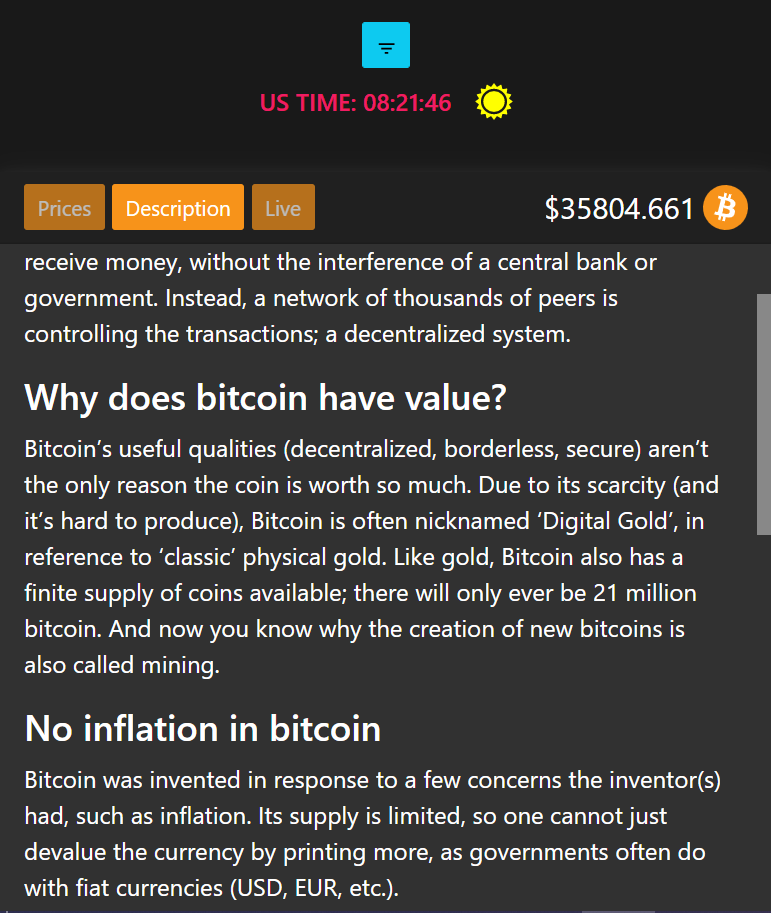 US TIME: 08:21:46
Prices Description Live $35804.661
receive money, without the interference of a central bank or
government. Instead, a network of thousands of peers is
controlling the transactions; a decentralized system.
Why does bitcoin have value?
Bitcoin’s useful qualities (decentralized, borderless, secure) aren’t
the only reason the coin is worth so much. Due to its scarcity (and
it’s hard to produce), Bitcoin is often nicknamed ‘Digital Gold’, in
reference to ‘classic’ physical gold. Like gold, Bitcoin also has a
finite supply of coins available; there will only ever be 21 million
bitcoin. And now you know why the creation of new bitcoins is
also called mining.
No inflation in bitcoin
Bitcoin was invented in response to a few concerns the inventor(s)
had, such as inflation. Its supply is limited, so one cannot just
devalue the currency by printing more, as governments often do
with fiat currencies (USD, EUR, etc.).